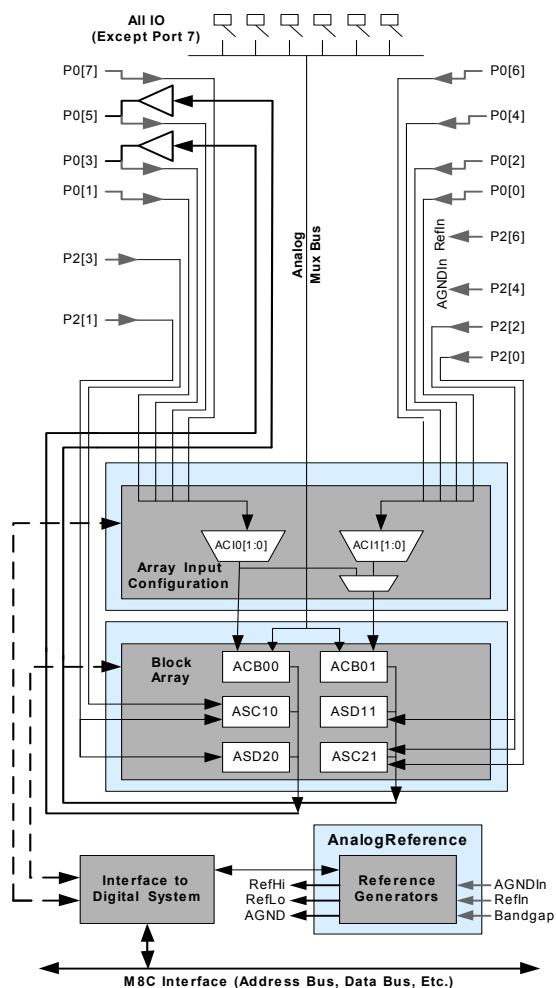 All IO
(Except Port 7)
P0[7]
P0[5]
P0[3]
P0[1]
P2[3]
P2[1]
Analog
Mux Bus
P0[6]
P0[4]
P0[2]
P0[0]
P2[6]
P2[4]
P2[2]
P2[0]
AGNDIn RefIn
ACI0[1:0]
ACI1[1:0]
Array Input
Configuration
Block
Array
ACB00
ACB01
ASC10
ASD11
ASD20
ASC21
AnalogReference
Interface to
Digital System
RefHi
RefLo
AGND
Reference
Generators
AGNDIn
RefIn
Bandgap
M8C Interface (Address Bus, Data Bus, Etc.)